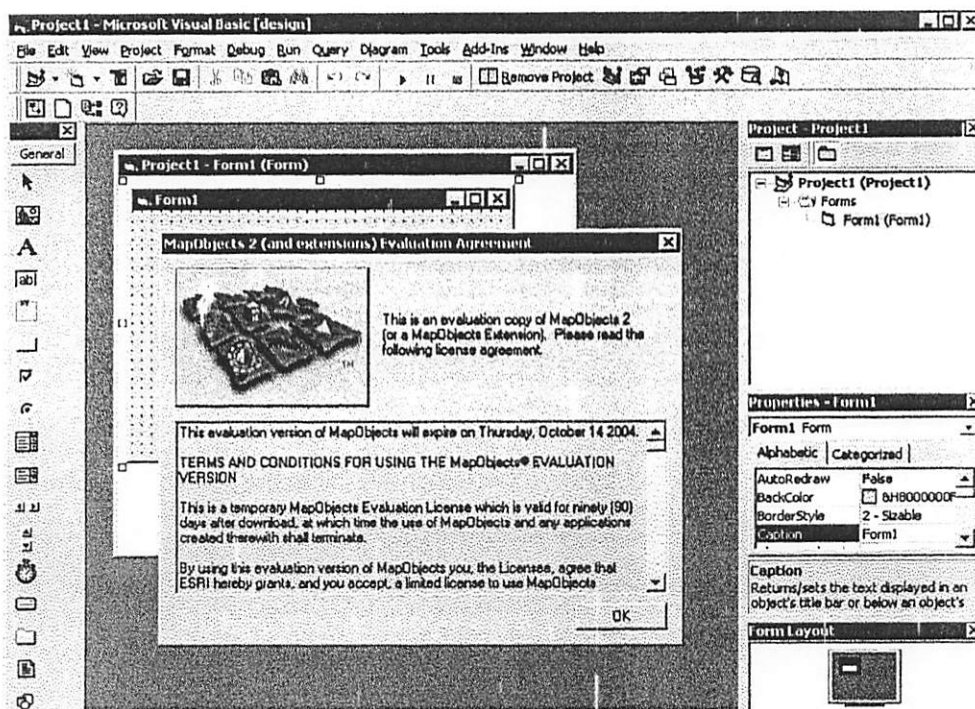 Project1 - Microsoft Visual Basic [design]
File Edit View Project Format Debug Run Query Diagram Tools Add-Ins Window Help
Remove Project
General
Project1 - Form1 (Form)
Form1
MapObjects 2 (and extensions) Evaluation Agreement
This is an evaluation copy of MapObjects 2
(or a MapObjects Extension). Please read the
following license agreement.
TM
This evaluation version of MapObjects will expire on Thursday, October 14 2004.
TERMS AND CONDITIONS FOR USING THE MapObjects® EVALUATION
VERSION
This is a temporary MapObjects Evaluation License which is valid for ninety (90)
days after download, at which time the use of MapObjects and any applications
created therewith shall terminate.
By using this evaluation version of MapObjects you, the Licensee, agree that
ESRI hereby grants, and you accept, a limited license to use MapObjects
OK
Project - Project1
Project1 (Project1)
Forms
Form1 (Form1)
Properties - Form1
Form1 Form
Alphabetic Categorized
AutoRedraw False
BackColor &H8000000F
BorderStyle 2 - Sizable
Caption Form1
Caption
Returns/sets the text displayed in an
object's title bar or below an object's
Form Layout